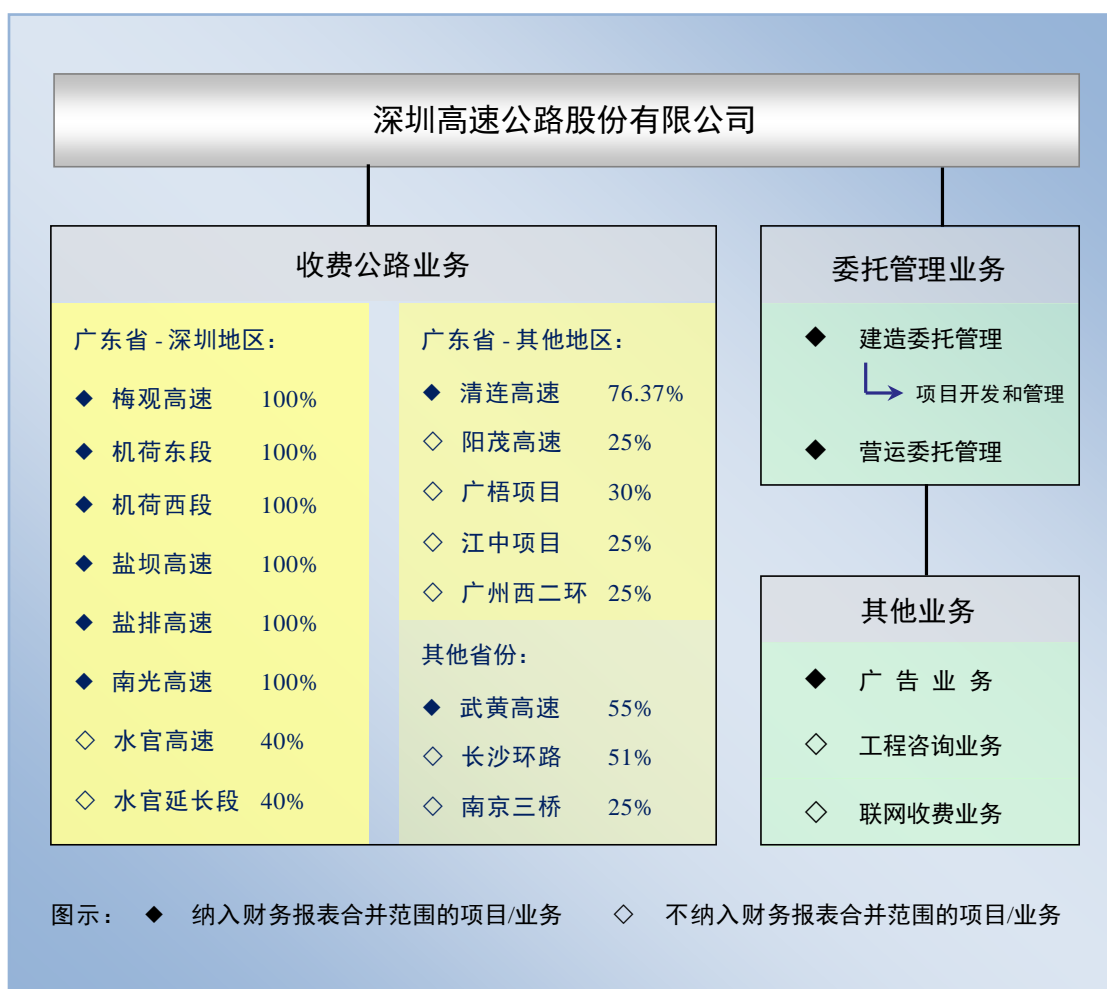 深圳高速公路股份有限公司
收费公路业务
广东省 - 深圳地区：
◆ 梅观高速 100%
◆ 机荷东段 100%
◆ 机荷西段 100%
◆ 盐坝高速 100%
◆ 盐排高速 100%
◆ 南光高速 100%
◇ 水官高速 40%
◇ 水官延长段 40%
广东省 - 其他地区：
◆ 清连高速 76.37%
◇ 阳茂高速 25%
◇ 广梧项目 30%
◇ 江中项目 25%
◇ 广州西二环 25%
其他省份：
◆ 武黄高速 55%
◇ 长沙环路 51%
◇ 南京三桥 25%
委托管理业务
◆ 建造委托管理
项目开发和管理
◆ 营运委托管理
其他业务
◆ 广告业务
◇ 工程咨询业务
◇ 联网收费业务
图示： ◆ 纳入财务报表合并范围的项目/业务 ◇ 不纳入财务报表合并范围的项目/业务